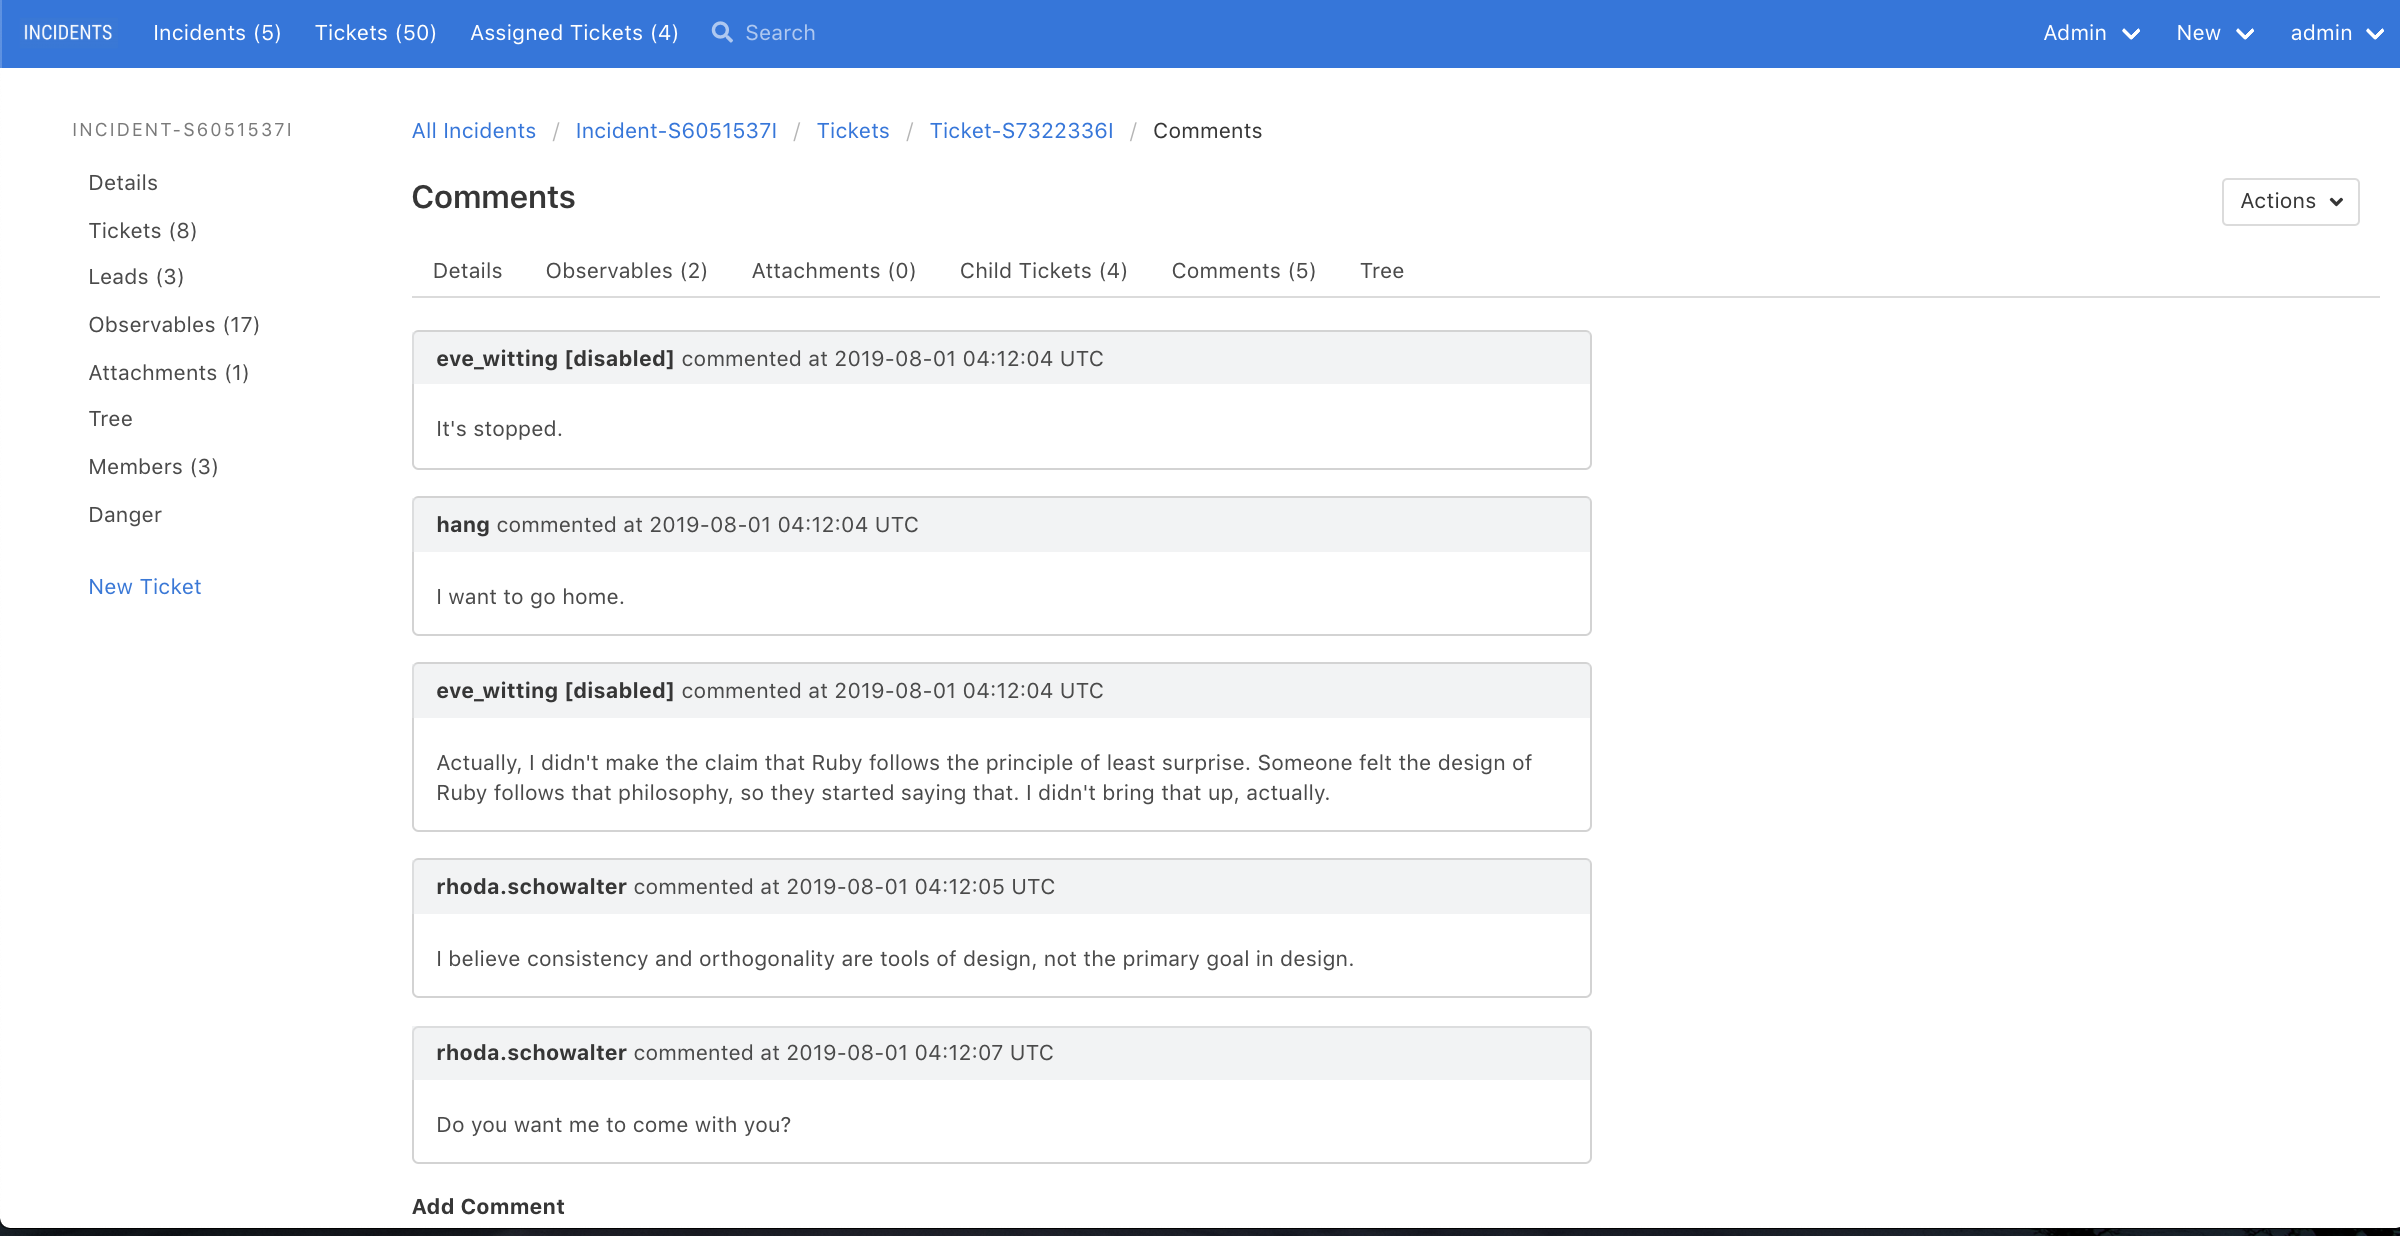 INCIDENTS Incidents (5) Tickets (50) Assigned Tickets (4) Search Admin New admin
INCIDENT-S6051537I
Details
Tickets (8)
Leads (3)
Observables (17)
Attachments (1)
Tree
Members (3)
Danger
New Ticket
All Incidents / Incident-S6051537I / Tickets / Ticket-S7322336I / Comments
Comments
Actions
Details Observables (2) Attachments (0) Child Tickets (4) Comments (5) Tree
eve_witting [disabled] commented at 2019-08-01 04:12:04 UTC
It's stopped.
hang commented at 2019-08-01 04:12:04 UTC
I want to go home.
eve_witting [disabled] commented at 2019-08-01 04:12:04 UTC
Actually, I didn't make the claim that Ruby follows the principle of least surprise. Someone felt the design of
Ruby follows that philosophy, so they started saying that. I didn't bring that up, actually.
rhoda.schowalter commented at 2019-08-01 04:12:05 UTC
I believe consistency and orthogonality are tools of design, not the primary goal in design.
rhoda.schowalter commented at 2019-08-01 04:12:07 UTC
Do you want me to come with you?
Add Comment